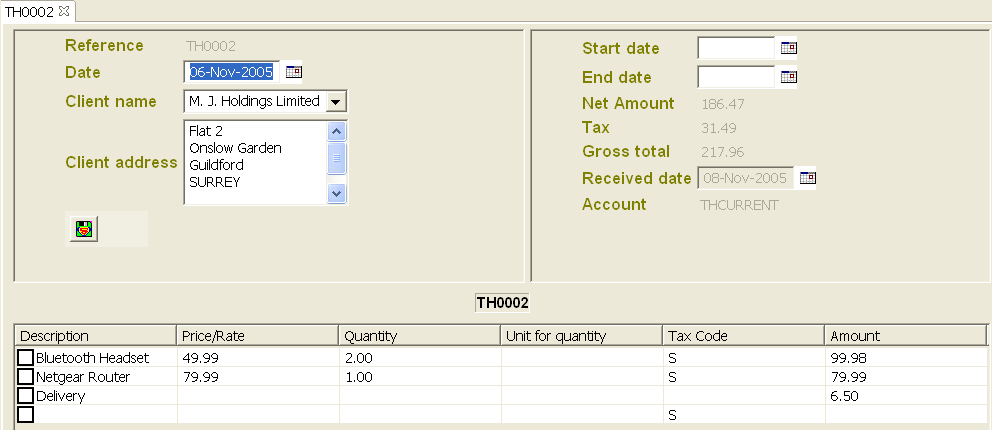 TH0002
Reference TH0002
Date 06-Nov-2005
Client name M. J. Holdings Limited
Client address
Flat 2
Onslow Garden
Guildford
SURREY
Start date
End date
Net Amount 186.47
Tax 31.49
Gross total 217.96
Received date 08-Nov-2005
Account THCURRENT
TH0002
Description Price/Rate Quantity Unit for quantity Tax Code Amount
Bluetooth Headset 49.99 2.00 S 99.98
Netgear Router 79.99 1.00 S 79.99
Delivery 6.50
S